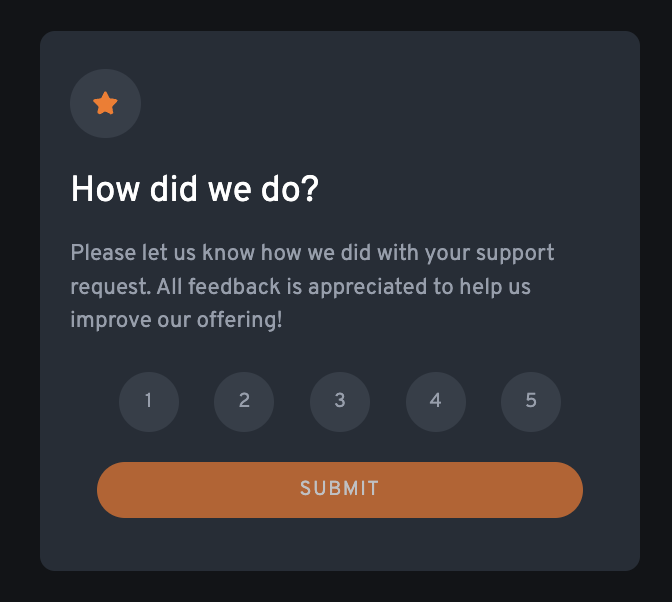 How did we do?
Please let us know how we did with your support
request. All feedback is appreciated to help us
improve our offering!
1 2 3 4 5
SUBMIT